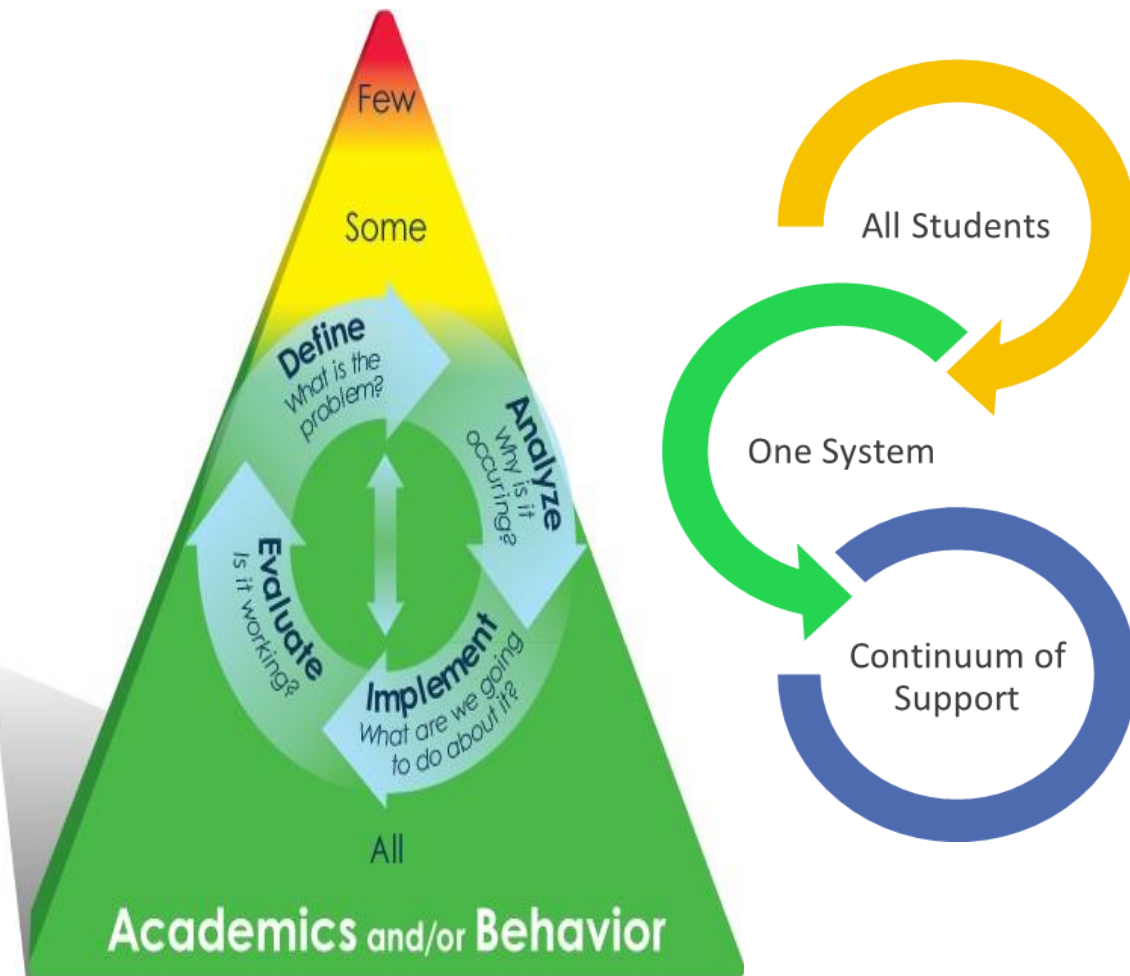 Few
Some
Define
What is the
problem?
Analyze
Why is it
occuring?
Implement
What are we going
to do about it?
Evaluate
Is it working?
All
Academics and/or Behavior
All Students
One System
Continuum of
Support